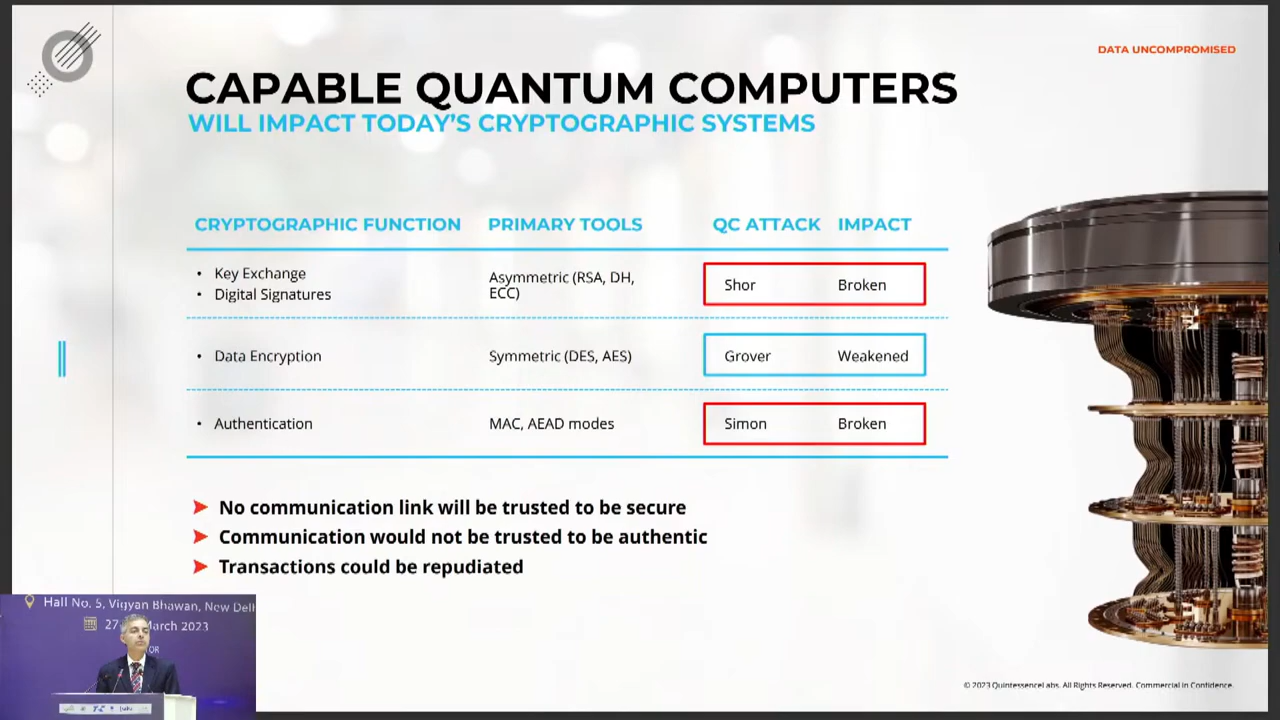 DATA UNCOMPROMISED
CAPABLE QUANTUM COMPUTERS
WILL IMPACT TODAY'S CRYPTOGRAPHIC SYSTEMS
CRYPTOGRAPHIC FUNCTION PRIMARY TOOLS QC ATTACK IMPACT
• Key Exchange
• Digital Signatures
Asymmetric (RSA, DH,
ECC)
Shor Broken
• Data Encryption Symmetric (DES, AES) Grover Weakened
• Authentication MAC, AEAD modes Simon Broken
➤ No communication link will be trusted to be secure
➤ Communication would not be trusted to be authentic
➤ Transactions could be repudiated
Hall No. 5, Vigyan Bhawan, New Delh
27 March 2023
OR
© 2023 QuintessenceLabs. All Rights Reserved. Commercial in Confidence.